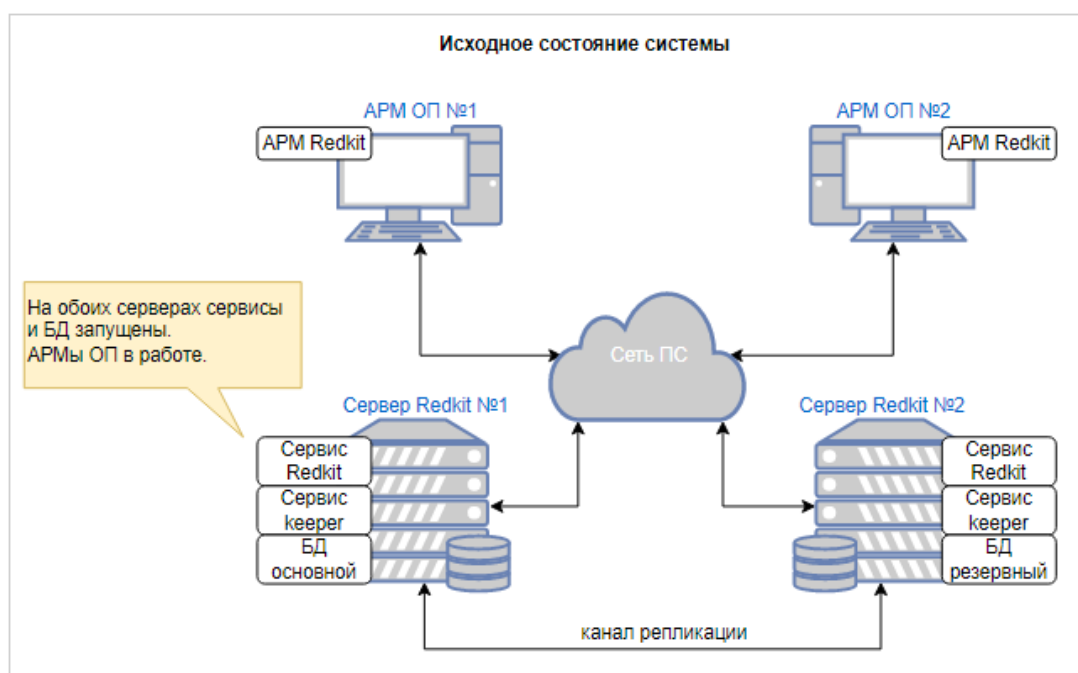 Исходное состояние системы
АРМ ОП №1
АРМ ОП №2
АРМ Redkit
АРМ Redkit
На обоих серверах сервисы
и БД запущены.
АРМы ОП в работе.
Сеть ПС
Сервер Redkit №1
Сервер Redkit №2
Сервис
Redkit
Сервис
keeper
БД
основной
Сервис
Redkit
Сервис
keeper
БД
резервный
канал репликации